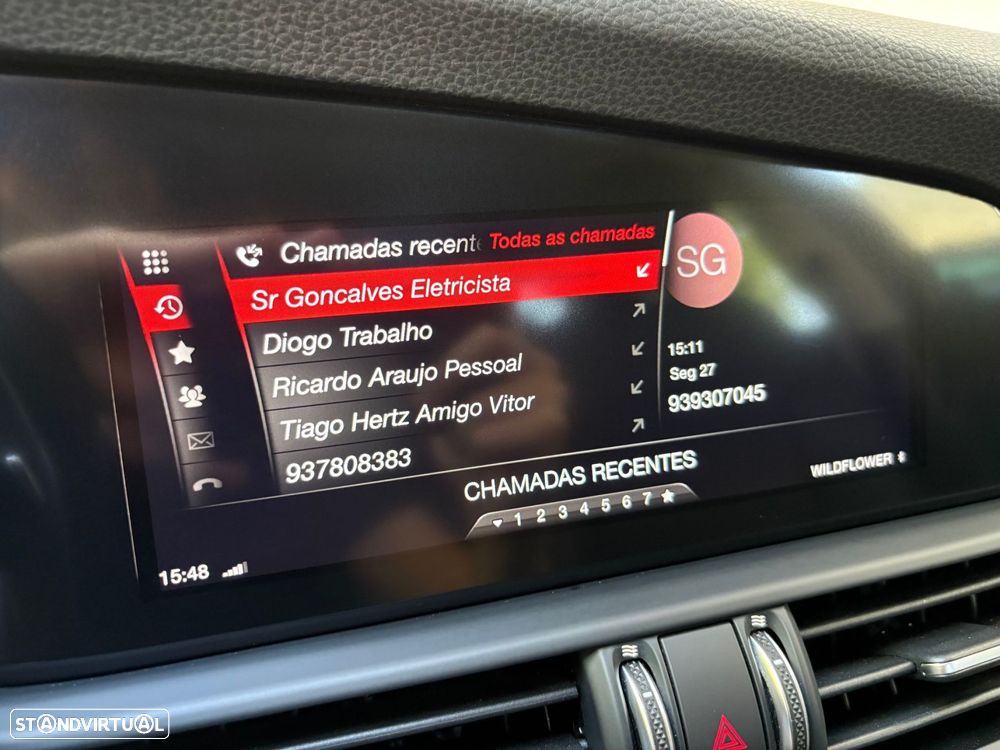 Chamadas recente Todas as chamadas
Sr Goncalves Eletricista
Diogo Trabalho
Ricardo Araujo Pessoal
Tiago Hertz Amigo Vitor
937808383
SG
15:11
Seg 27
939307045
CHAMADAS RECENTES
1 2 3 4 5 6 7
WILDFLOWER
15:48
STANDVIRTUAL